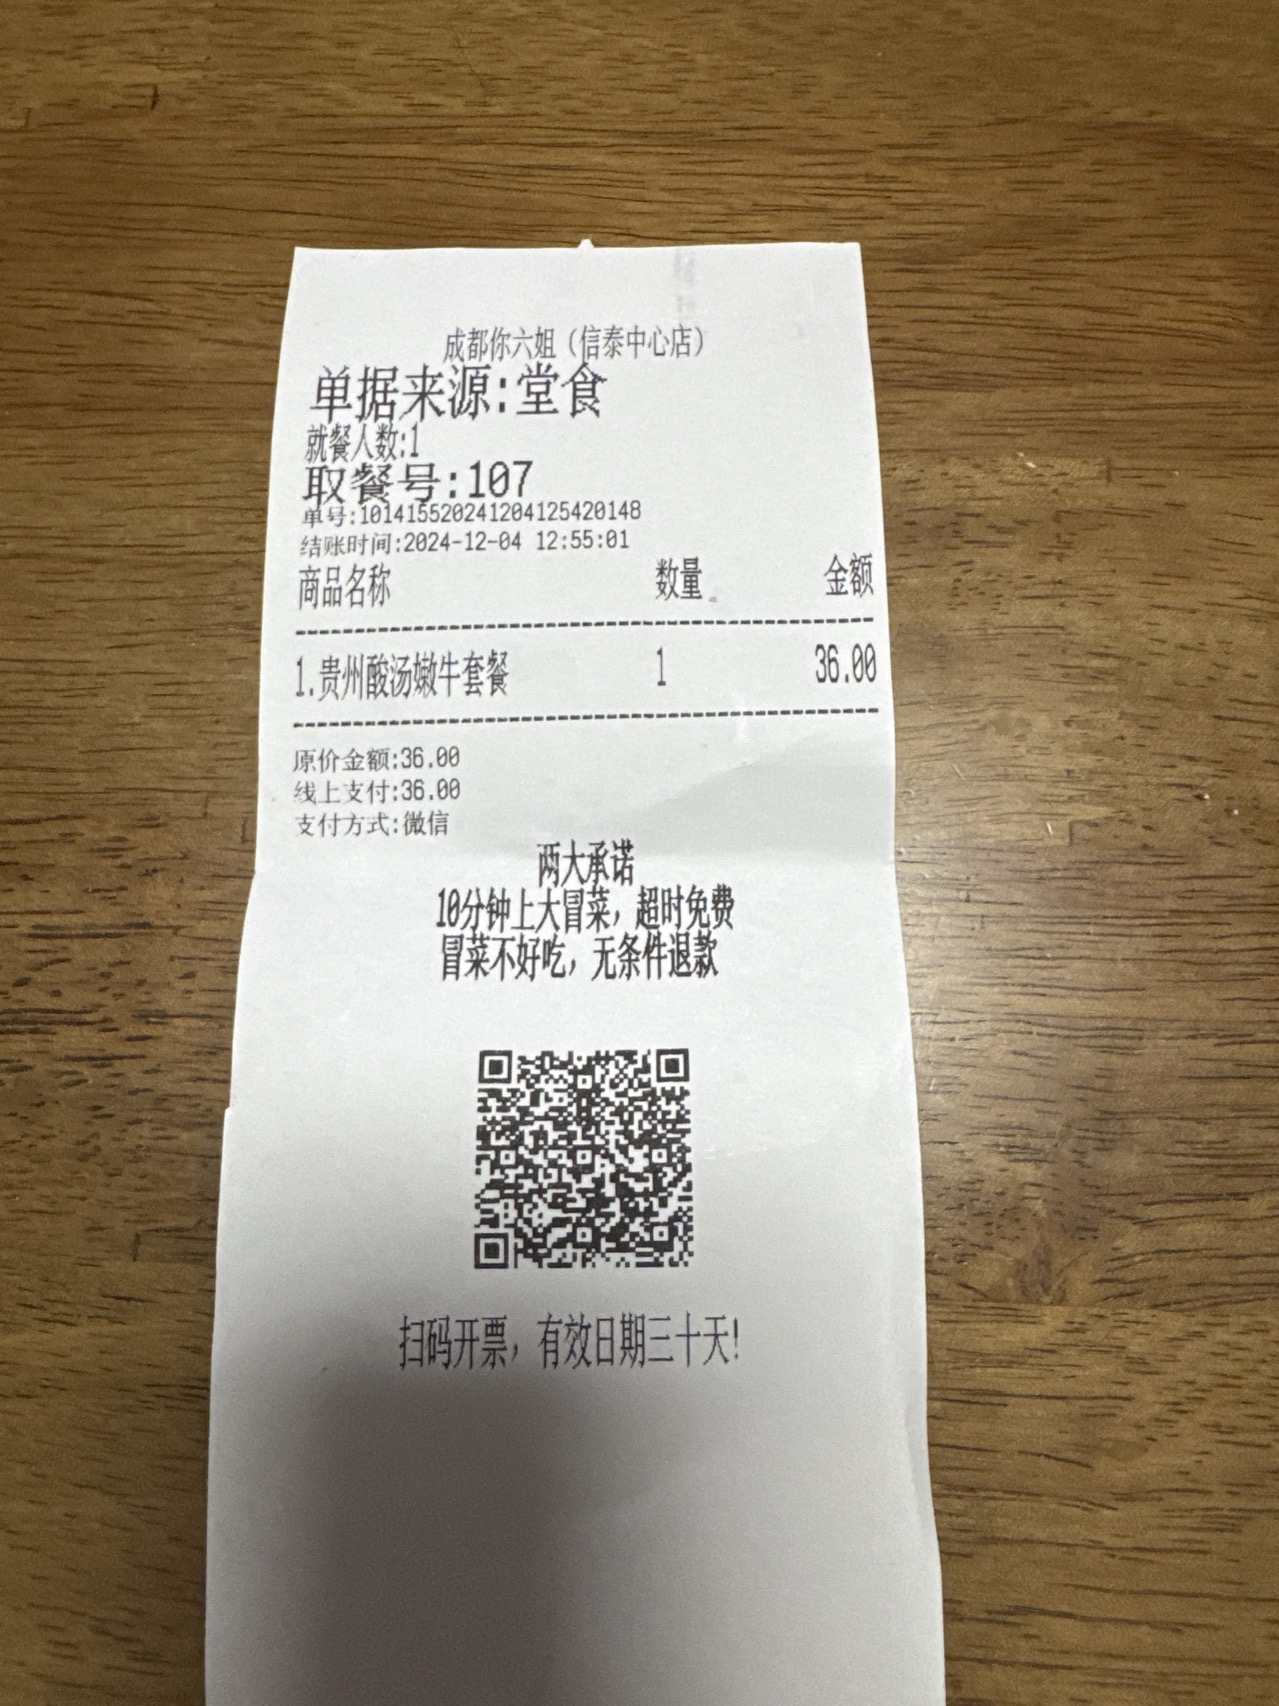 成都你六姐（信泰中心店）
单据来源:堂食
就餐人数:1
取餐号:107
单号:101415520241204125420148
结账时间:2024-12-04 12:55:01
商品名称 数量 金额
1.贵州酸汤嫩牛套餐 1 36.00
原价金额:36.00
线上支付:36.00
支付方式:微信
两大承诺
10分钟上大冒菜，超时免费
冒菜不好吃，无条件退款
扫码开票，有效日期三十天!